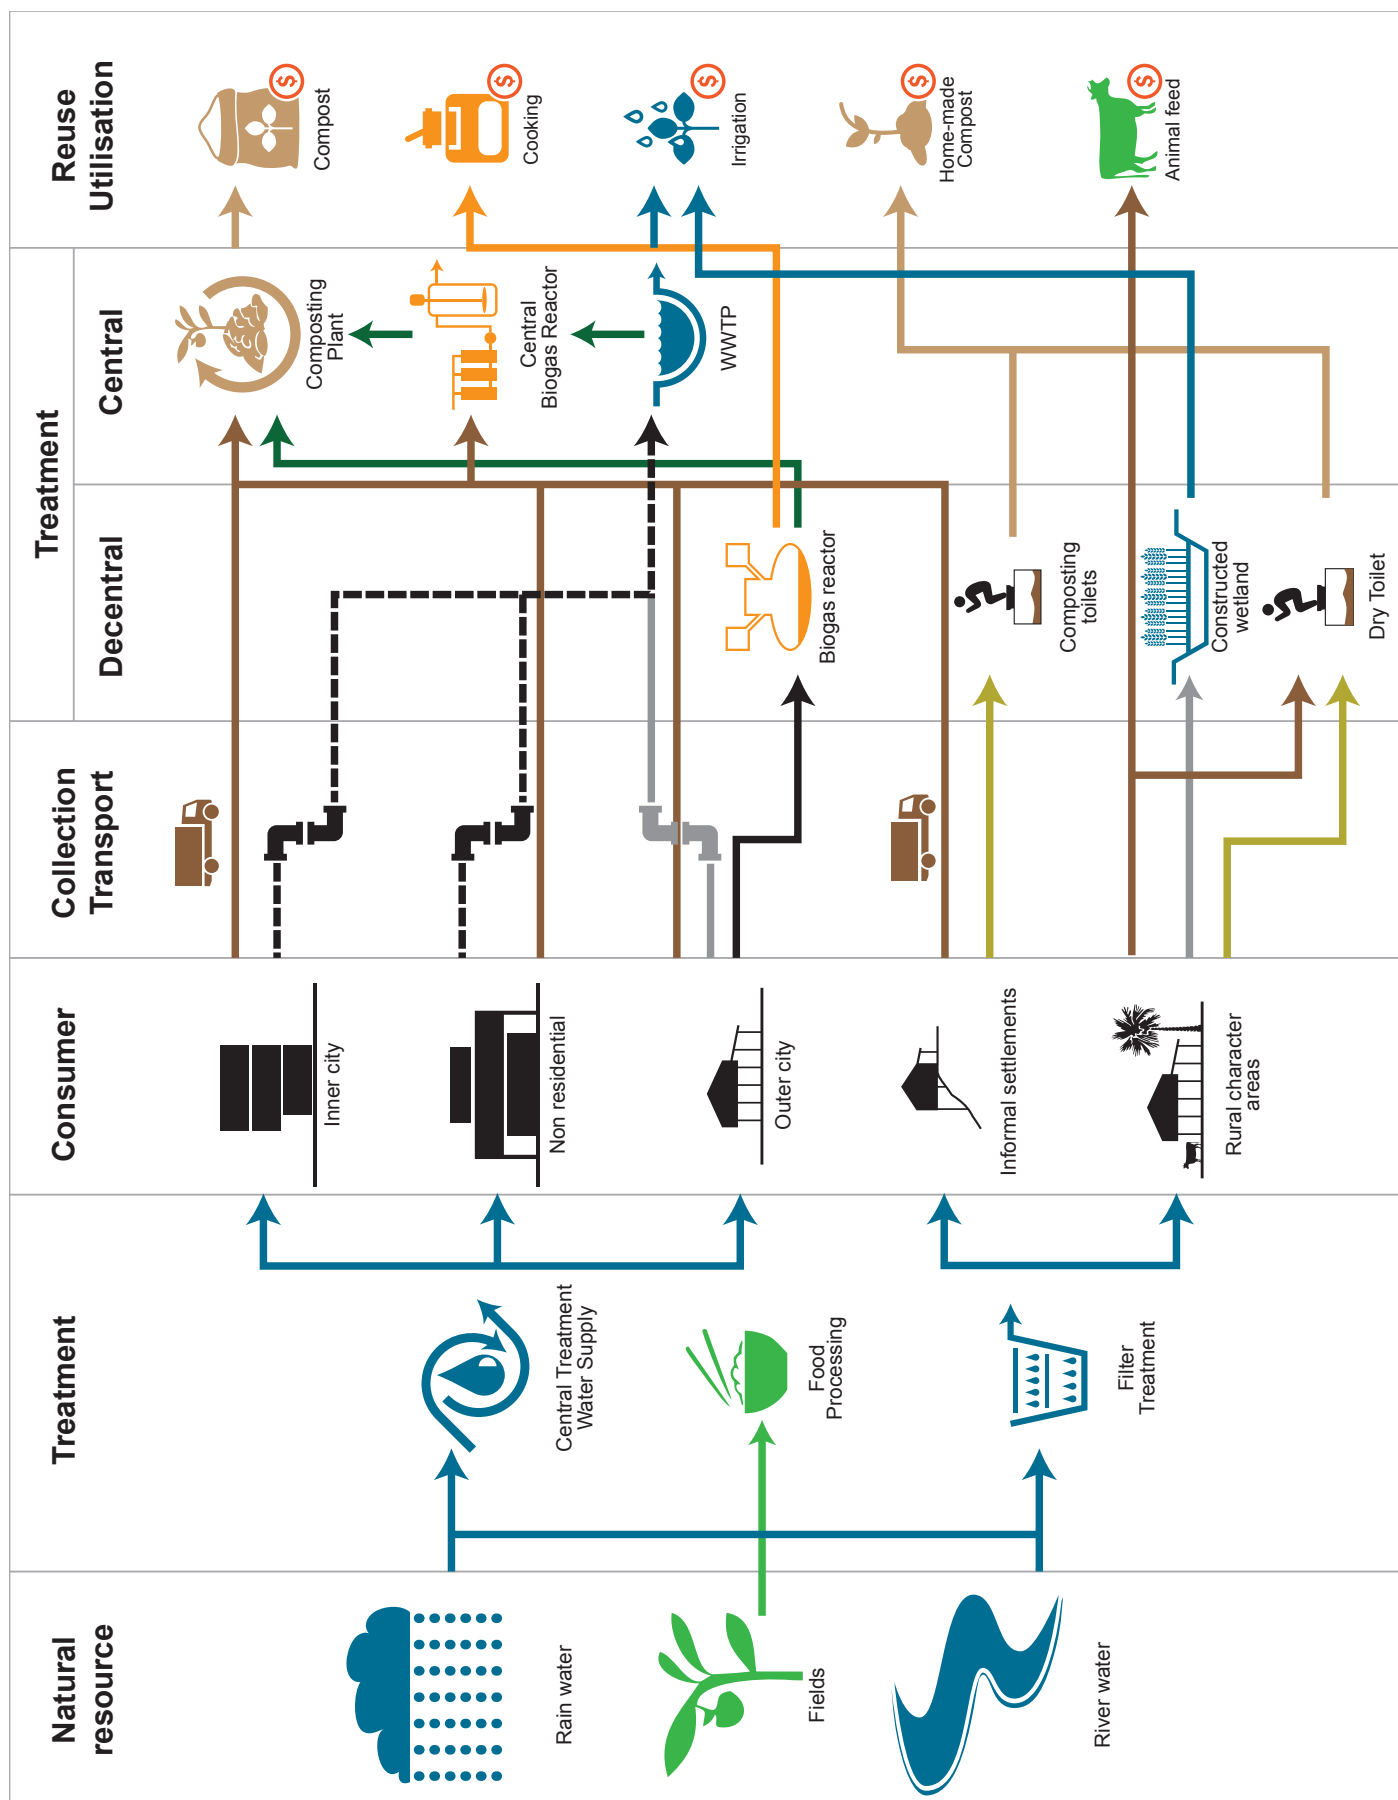 Natural
resource
Treatment
Consumer
Collection
Transport
Treatment
Decentral
Central
Reuse
Utilisation
Rain water
Fields
River water
Central Treatment
Water Supply
Food
Processing
Filter
Treatment
Inner city
Non residential
Outer city
Informal settlements
Rural character
areas
Biogas reactor
Composting
toilets
Constructed
wetland
Dry Toilet
Composting
Plant
Central
Biogas Reactor
WWTP
$
Compost
$
Cooking
$
Irrigation
$
Home-made
Compost
$
Animal feed